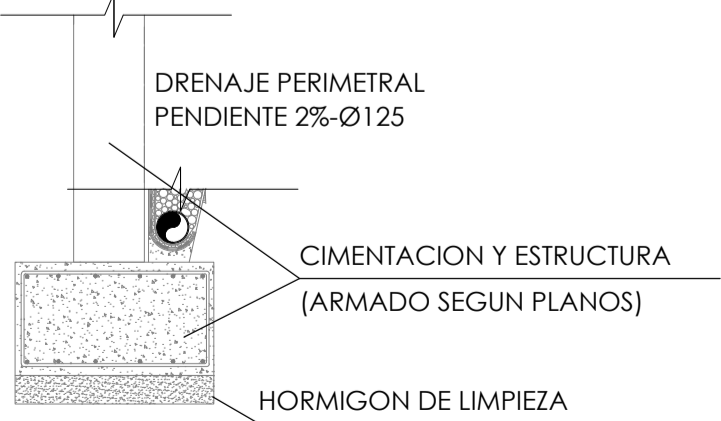 DRENAJE PERIMETRAL
PENDIENTE 2%-Ø125
CIMENTACION Y ESTRUCTURA
(ARMADO SEGUN PLANOS)
HORMIGON DE LIMPIEZA